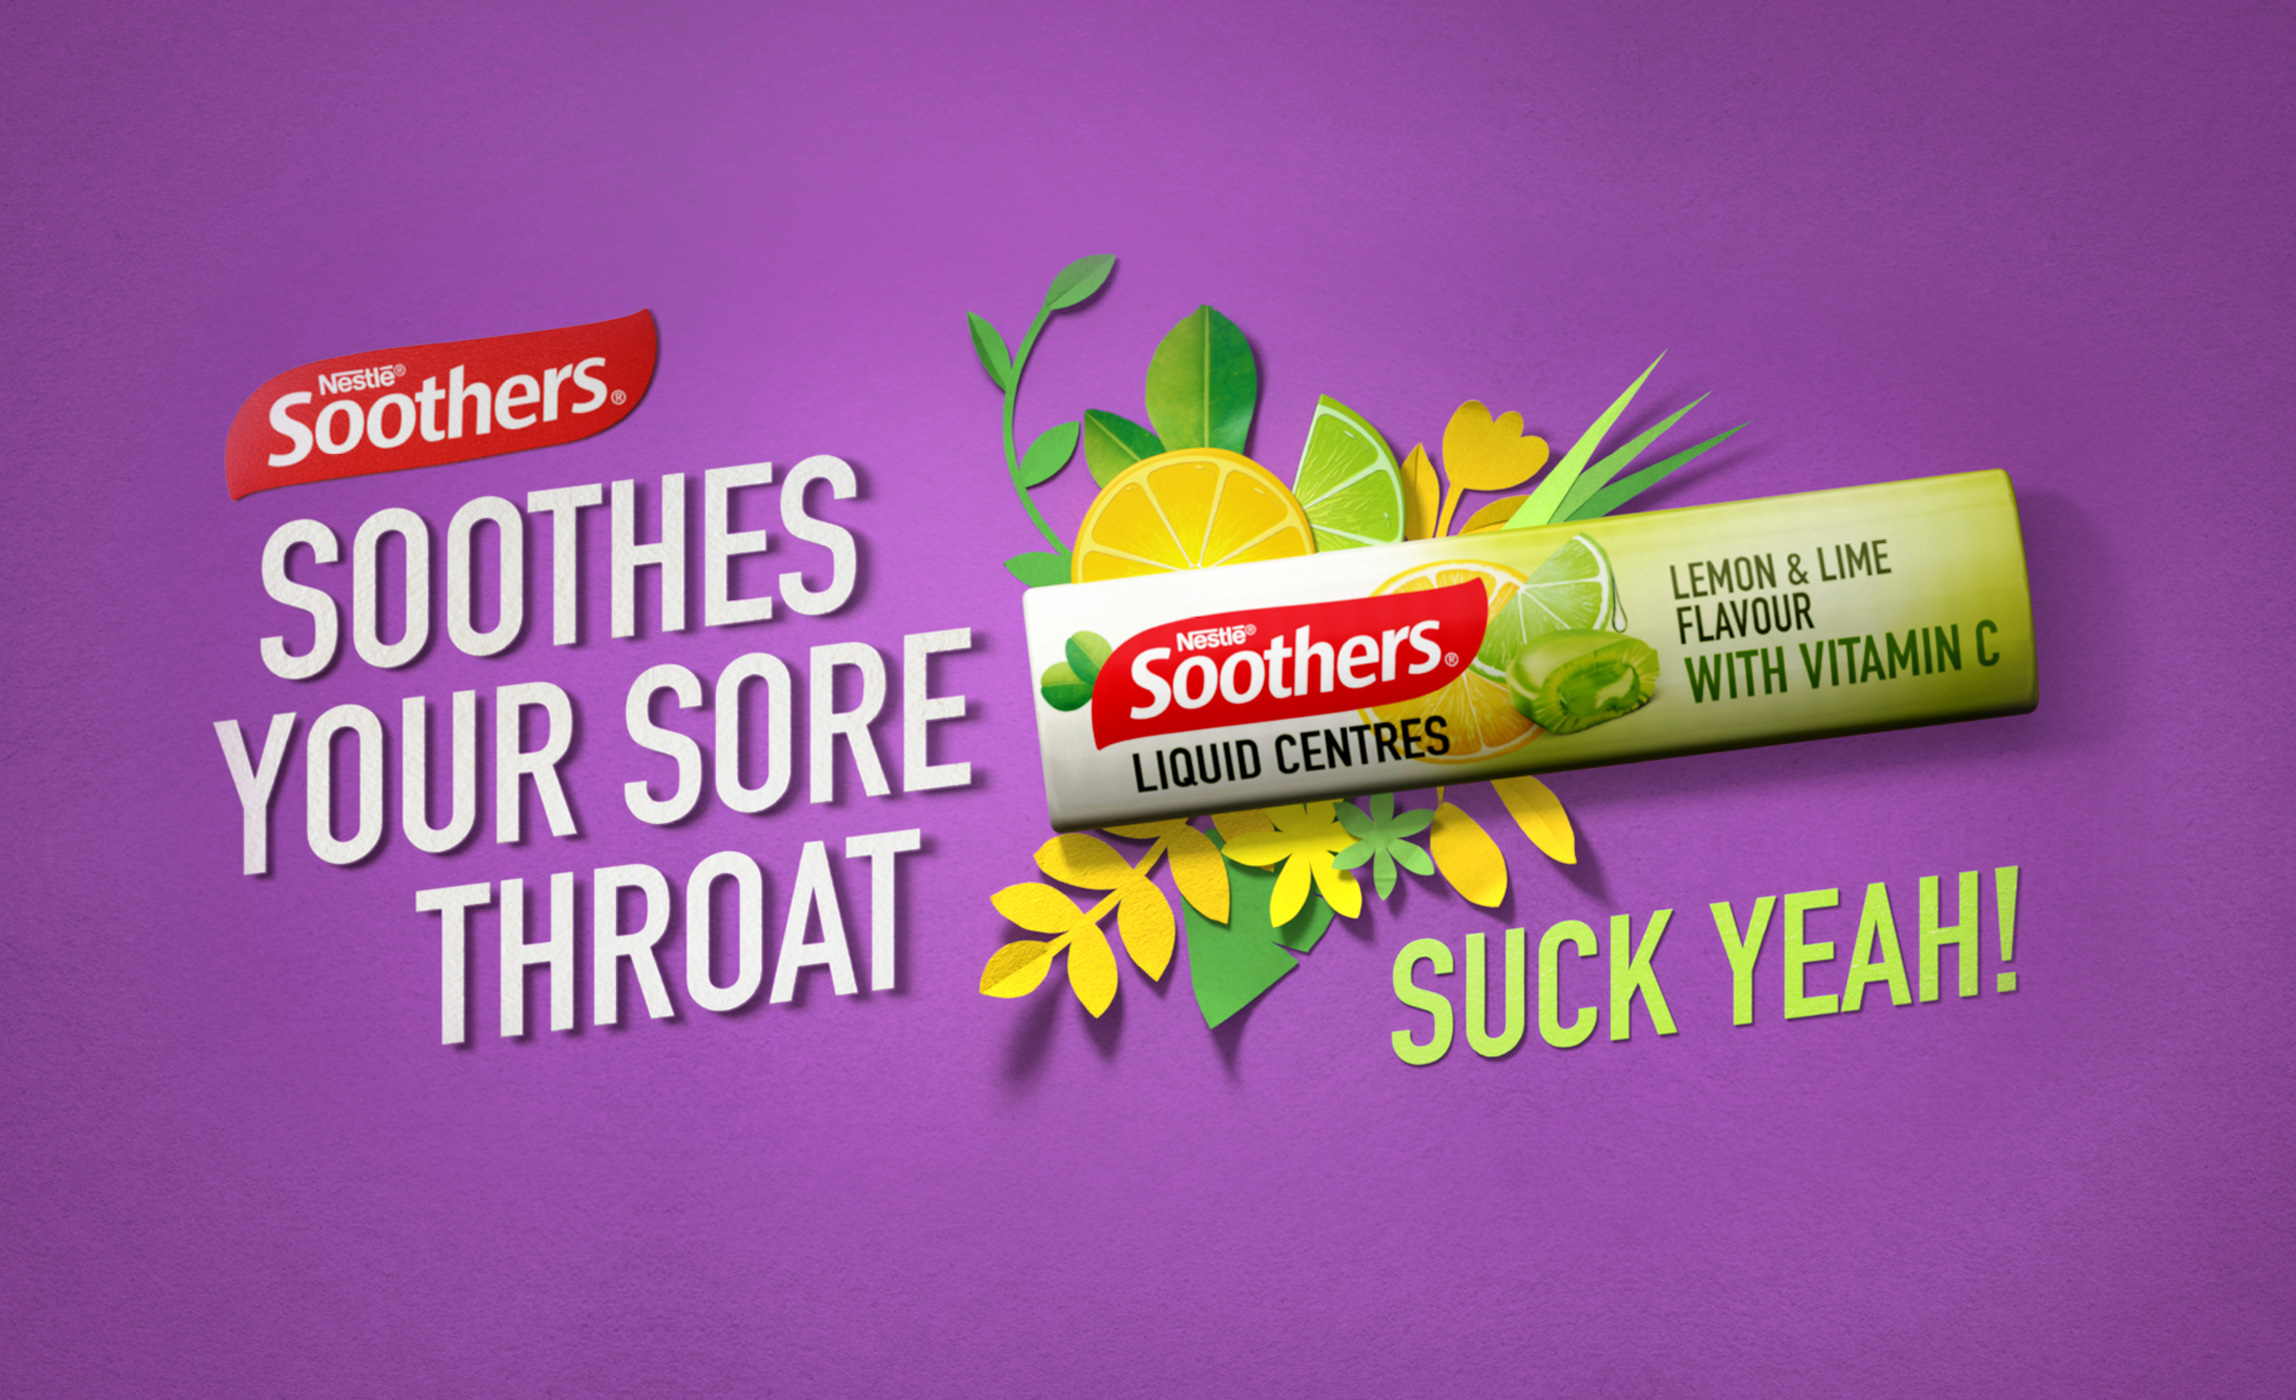 Nestlé®
Soothers®
SOOTHES
YOUR SORE
THROAT
Nestlé®
Soothers®
LIQUID CENTRES
LEMON & LIME
FLAVOUR
WITH VITAMIN C
SUCK YEAH!